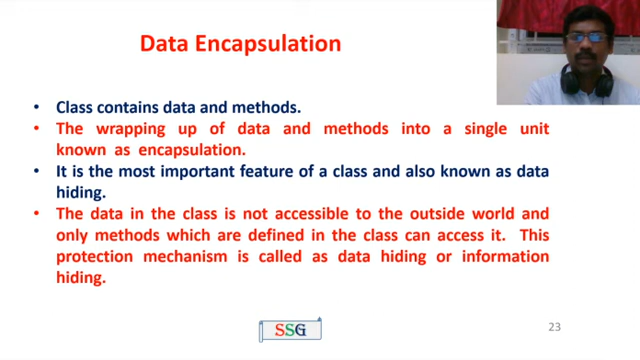 Data Encapsulation
• Class contains data and methods.
• The wrapping up of data and methods into a single unit
known as encapsulation.
• It is the most important feature of a class and also known as data
hiding.
• The data in the class is not accessible to the outside world and
only methods which are defined in the class can access it. This
protection mechanism is called as data hiding or information
hiding.
SSG
23